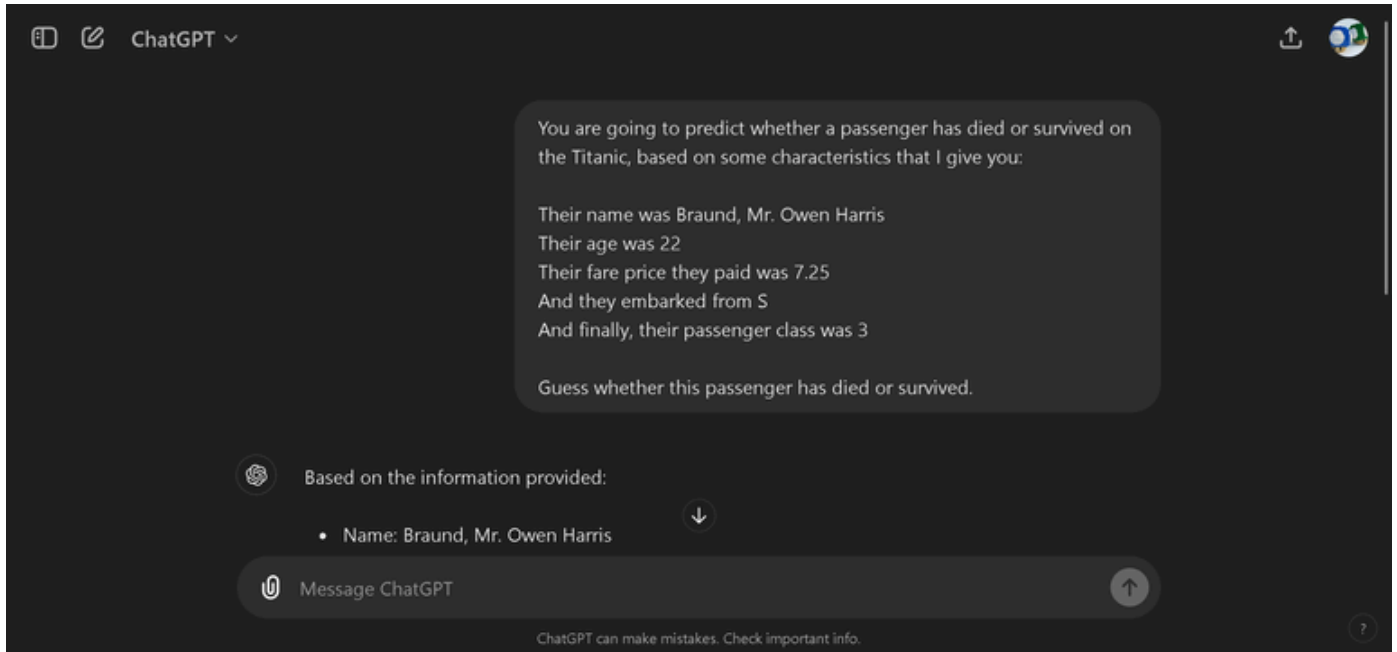 ChatGPT
You are going to predict whether a passenger has died or survived on
the Titanic, based on some characteristics that I give you:
Their name was Braund, Mr. Owen Harris
Their age was 22
Their fare price they paid was 7.25
And they embarked from S
And finally, their passenger class was 3
Guess whether this passenger has died or survived.
Based on the information provided:
• Name: Braund, Mr. Owen Harris
Message ChatGPT
ChatGPT can make mistakes. Check important info.
?